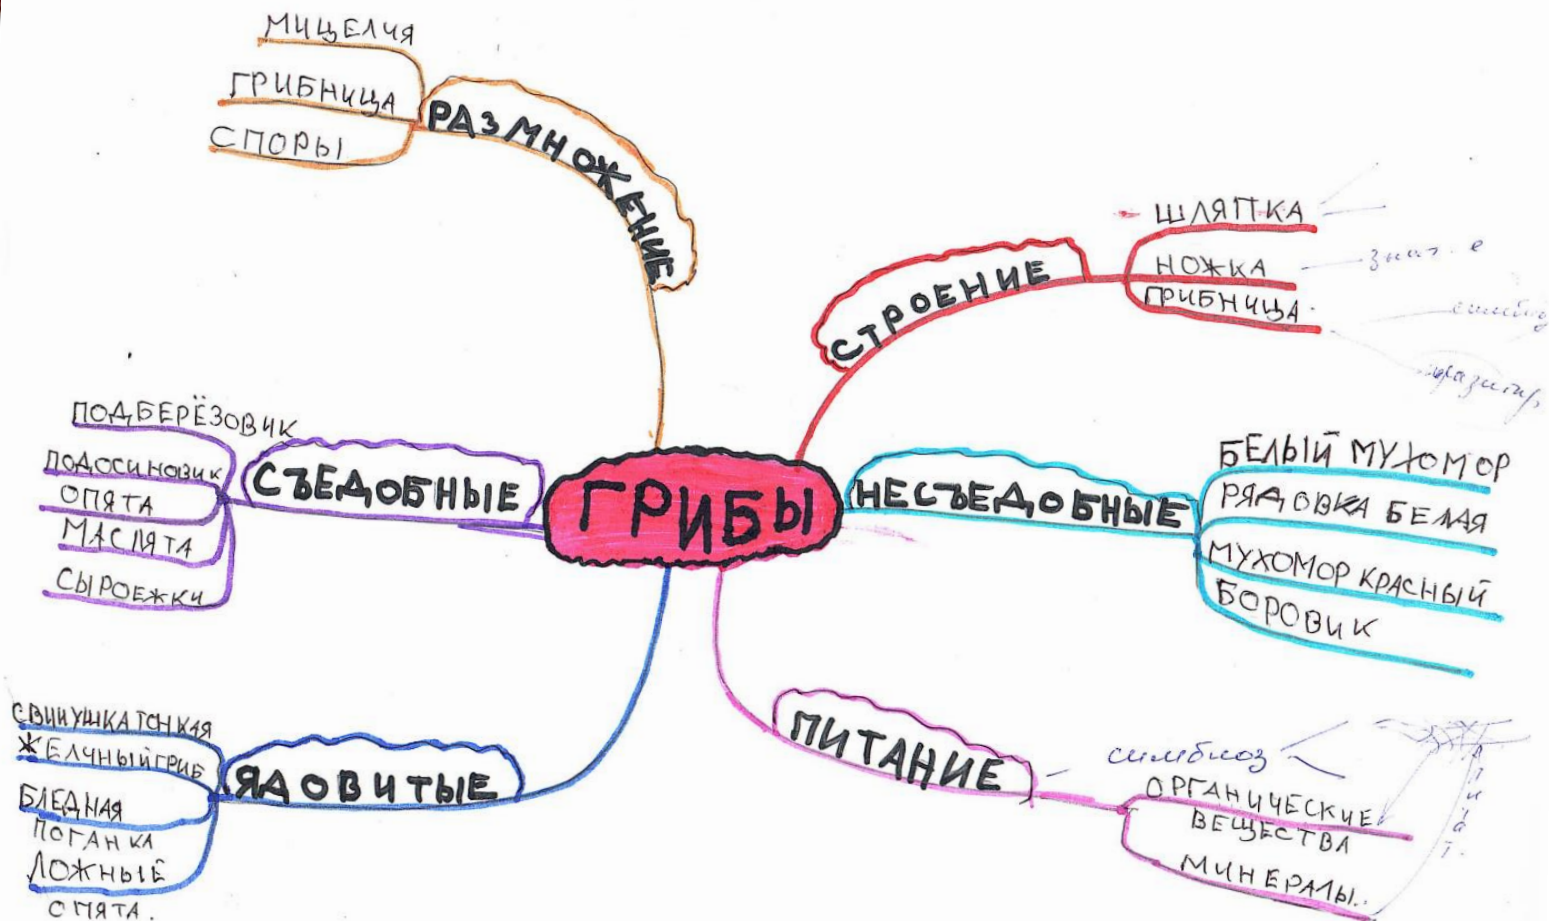 МИЦЕЛИЯ
ГРИБНИЦА
СПОРЫ
РАЗМНОЖЕНИЕ
СТРОЕНИЕ
ШЛЯПКА
НОЖКА
ГРИБНИЦА
ПОДБЕРЁЗОВИК
ПОДОСИНОВИК
ОПЯТА
МАСЛЯТА
СЫРОЕЖКИ
СЪЕДОБНЫЕ
ГРИБЫ
НЕСЪЕДОБНЫЕ
БЕЛЫЙ МУХОМОР
РЯДОВКА БЕЛАЯ
МУХОМОР КРАСНЫЙ
БОРОВИК
СВИНУШКА ТОНКАЯ
ЖЕЛЧНЫЙ ГРИБ
БЛЕДНАЯ
ПОГАНКА
ЛОЖНЫЕ
ОПЯТА.
ЯДОВИТЫЕ
ПИТАНИЕ
симбиоз
ОРГАНИЧЕСКИЕ
ВЕЩЕСТВА
МИНЕРАЛЫ.